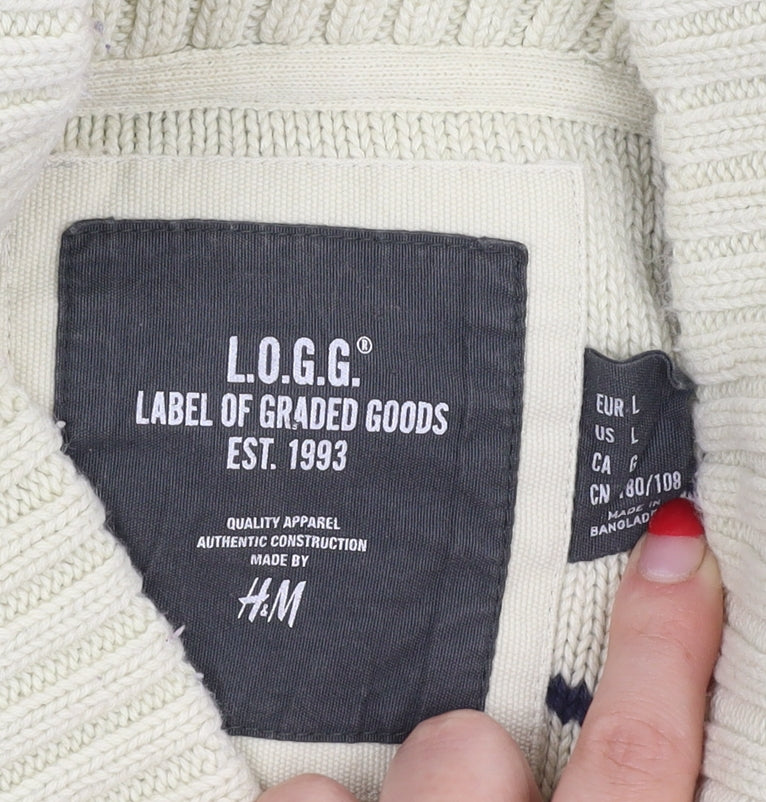 L.O.G.G.®
LABEL OF GRADED GOODS
EST. 1993
QUALITY APPAREL
AUTHENTIC CONSTRUCTION
MADE BY
H&M
EUR L
US L
CA G
CN 180/108
MADE IN